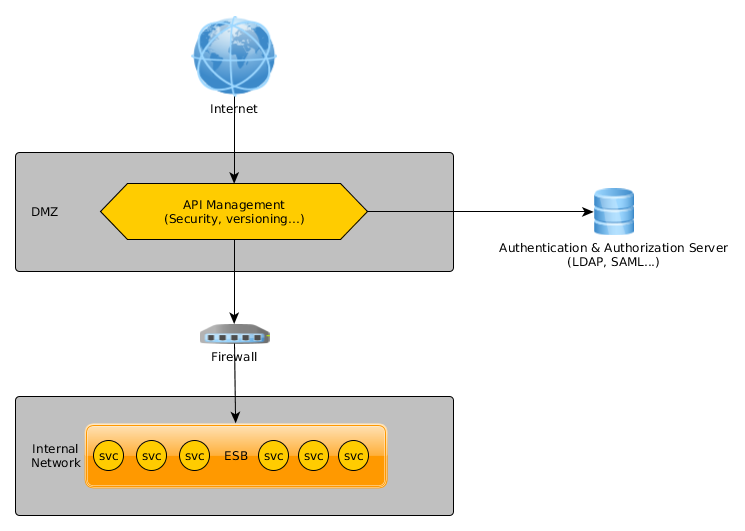 Internet
DMZ
API Management
(Security, versioning...)
Authentication & Authorization Server
(LDAP, SAML...)
Firewall
Internal
Network
svc svc svc ESB svc svc svc